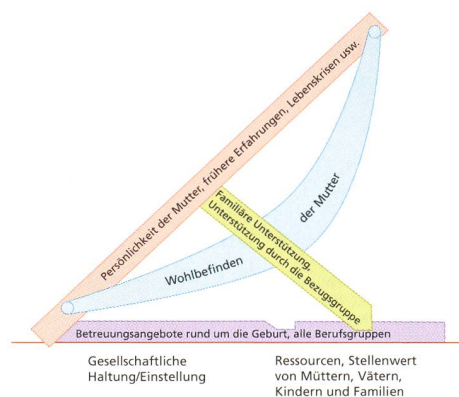 Persönlichkeit der Mutter, frühere Erfahrungen, Lebenskrisen usw.
Wohlbefinden der Mutter
Familiäre Unterstützung,
Unterstützung durch die Bezugsgruppe
Betreuungsangebote rund um die Geburt, alle Berufsgruppen
Gesellschaftliche
Haltung/Einstellung
Ressourcen, Stellenwert
von Müttern, Vätern,
Kindern und Familien